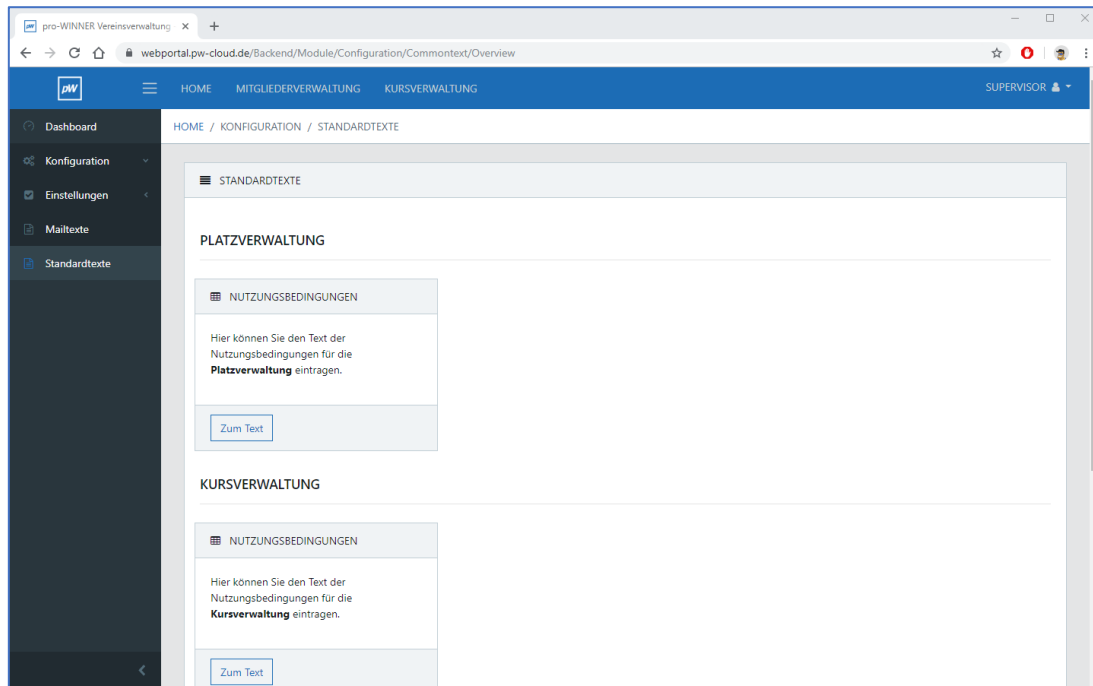 pro-WINNER Vereinsverwaltung
webportal.pw-cloud.de/Backend/Module/Configuration/Commontext/Overview
pW
HOME MITGLIEDERVERWALTUNG KURSVERWALTUNG
SUPERVISOR
Dashboard
Konfiguration
Einstellungen
Mailtexte
Standardtexte
HOME / KONFIGURATION / STANDARDTEXTE
STANDARDTEXTE
PLATZVERWALTUNG
NUTZUNGSBEDINGUNGEN
Hier können Sie den Text der
Nutzungsbedingungen für die
Platzverwaltung eintragen.
Zum Text
KURSVERWALTUNG
NUTZUNGSBEDINGUNGEN
Hier können Sie den Text der
Nutzungsbedingungen für die
Kursverwaltung eintragen.
Zum Text